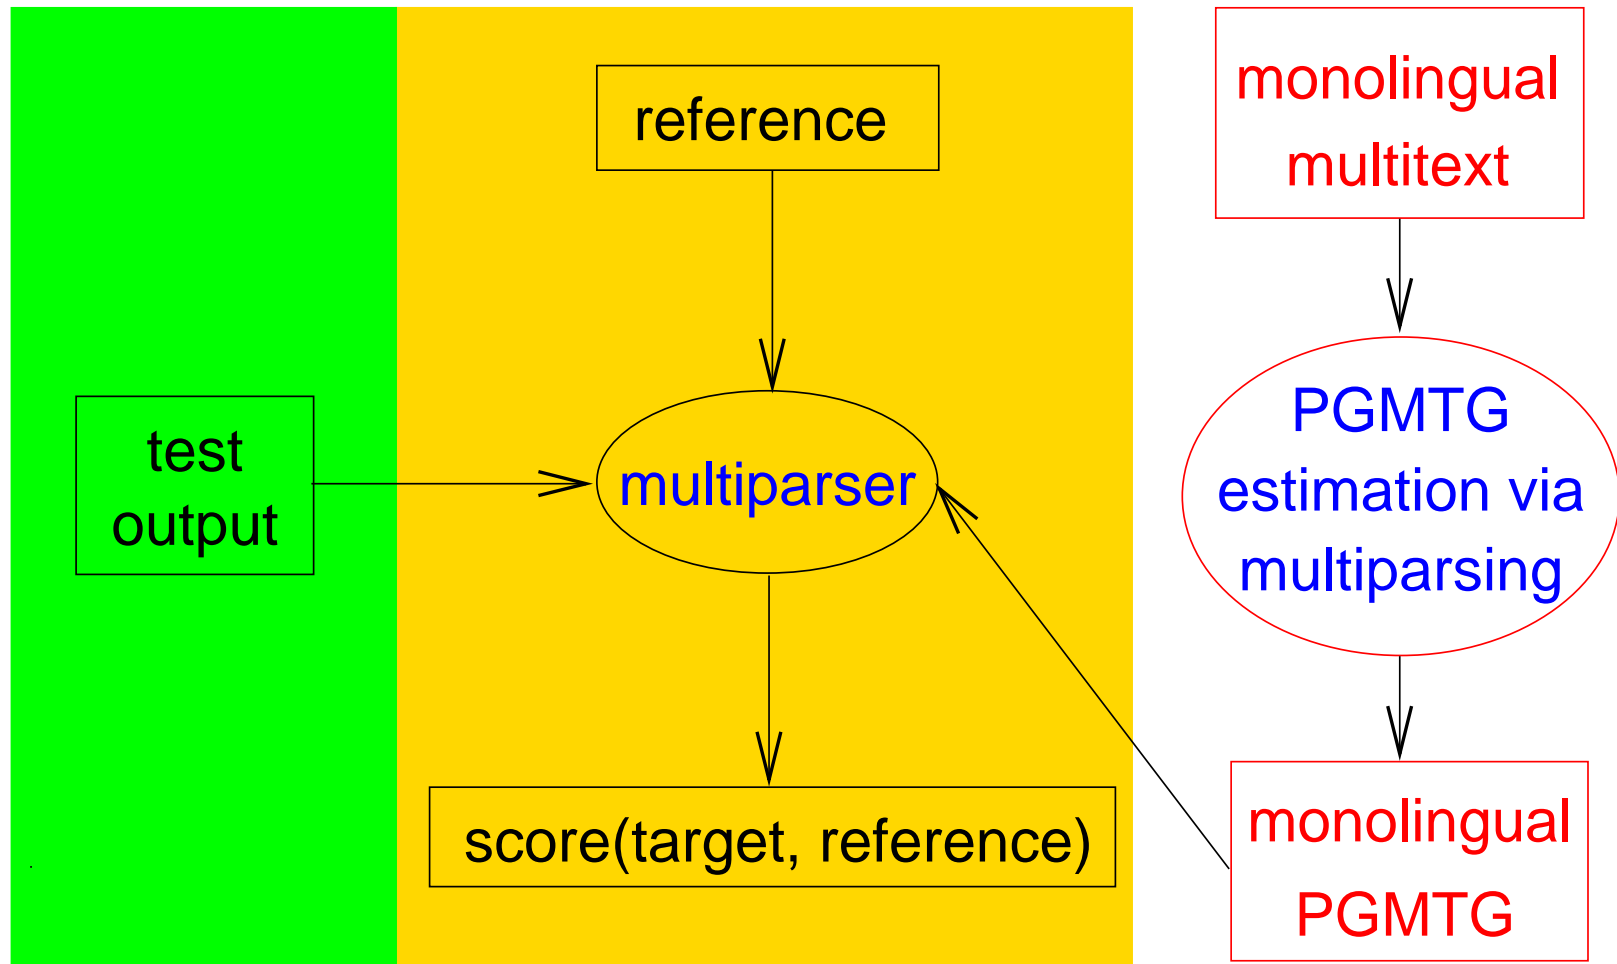 reference
test
output
multiparser
score(target, reference)
monolingual
multitext
PGMTG
estimation via
multiparsing
monolingual
PGMTG